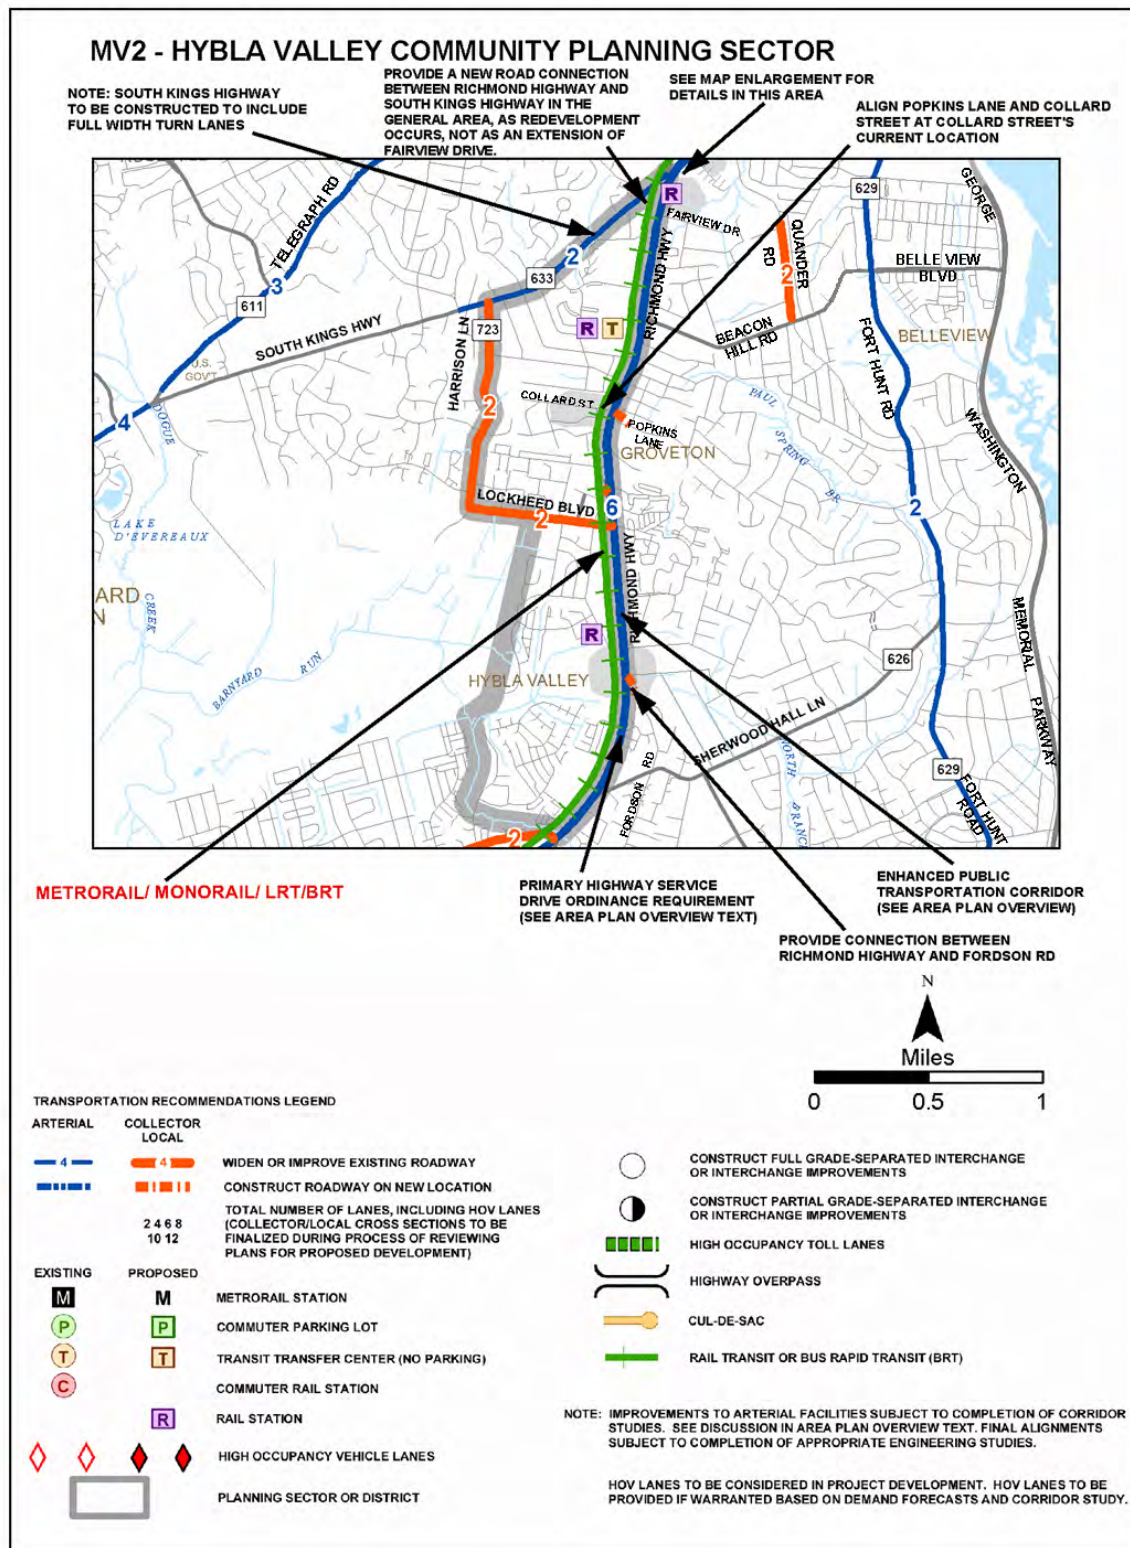 MV2 - HYBLA VALLEY COMMUNITY PLANNING SECTOR
NOTE: SOUTH KINGS HIGHWAY
TO BE CONSTRUCTED TO INCLUDE
FULL WIDTH TURN LANES
PROVIDE A NEW ROAD CONNECTION
BETWEEN RICHMOND HIGHWAY AND
SOUTH KINGS HIGHWAY IN THE
GENERAL AREA, AS REDEVELOPMENT
OCCURS, NOT AS AN EXTENSION OF
FAIRVIEW DRIVE.
SEE MAP ENLARGEMENT FOR
DETAILS IN THIS AREA
ALIGN POPKINS LANE AND COLLARD
STREET AT COLLARD STREET'S
CURRENT LOCATION
TELEGRAPH RD
3
611
SOUTH KINGS HWY
U.S.
GOV'T
4
DOGUE
CREEK
LAKE
D'EVEREAUX
ARD
N
BARNYARD RUN
633
2
HARRISON LN
723
2
LOCKHEED BLVD
2
R
FAIRVIEW DR
RICHMOND HWY
R
T
COLLARD ST
POPKINS
LANE
GROVETON
6
RICHMOND HWY
R
HYBLA VALLEY
FORDSON RD
SHERWOOD HALL LN
2
QUANDER
RD
2
BEACON
HILL RD
BELLE VIEW
BLVD
BELLEVIEW
629
FORT HUNT RD
2
PAUL
SPRING
BR
GEORGE
WASHINGTON
MEMORIAL
PARKWAY
626
629
FORT HUNT
ROAD
NORTH
BRANCH
METRORAIL/ MONORAIL/ LRT/BRT
PRIMARY HIGHWAY SERVICE
DRIVE ORDINANCE REQUIREMENT
(SEE AREA PLAN OVERVIEW TEXT)
ENHANCED PUBLIC
TRANSPORTATION CORRIDOR
(SEE AREA PLAN OVERVIEW)
PROVIDE CONNECTION BETWEEN
RICHMOND HIGHWAY AND FORDSON RD
N
Miles
0 0.5 1
TRANSPORTATION RECOMMENDATIONS LEGEND
ARTERIAL COLLECTOR
LOCAL
4 4 WIDEN OR IMPROVE EXISTING ROADWAY
CONSTRUCT ROADWAY ON NEW LOCATION
2 4 6 8
10 12
TOTAL NUMBER OF LANES, INCLUDING HOV LANES
(COLLECTOR/LOCAL CROSS SECTIONS TO BE
FINALIZED DURING PROCESS OF REVIEWING
PLANS FOR PROPOSED DEVELOPMENT)
EXISTING PROPOSED
M M METRORAIL STATION
P P COMMUTER PARKING LOT
T T TRANSIT TRANSFER CENTER (NO PARKING)
C COMMUTER RAIL STATION
R RAIL STATION
HIGH OCCUPANCY VEHICLE LANES
PLANNING SECTOR OR DISTRICT
CONSTRUCT FULL GRADE-SEPARATED INTERCHANGE
OR INTERCHANGE IMPROVEMENTS
CONSTRUCT PARTIAL GRADE-SEPARATED INTERCHANGE
OR INTERCHANGE IMPROVEMENTS
HIGH OCCUPANCY TOLL LANES
HIGHWAY OVERPASS
CUL-DE-SAC
RAIL TRANSIT OR BUS RAPID TRANSIT (BRT)
NOTE: IMPROVEMENTS TO ARTERIAL FACILITIES SUBJECT TO COMPLETION OF CORRIDOR
STUDIES. SEE DISCUSSION IN AREA PLAN OVERVIEW TEXT. FINAL ALIGNMENTS
SUBJECT TO COMPLETION OF APPROPRIATE ENGINEERING STUDIES.
HOV LANES TO BE CONSIDERED IN PROJECT DEVELOPMENT. HOV LANES TO BE
PROVIDED IF WARRANTED BASED ON DEMAND FORECASTS AND CORRIDOR STUDY.